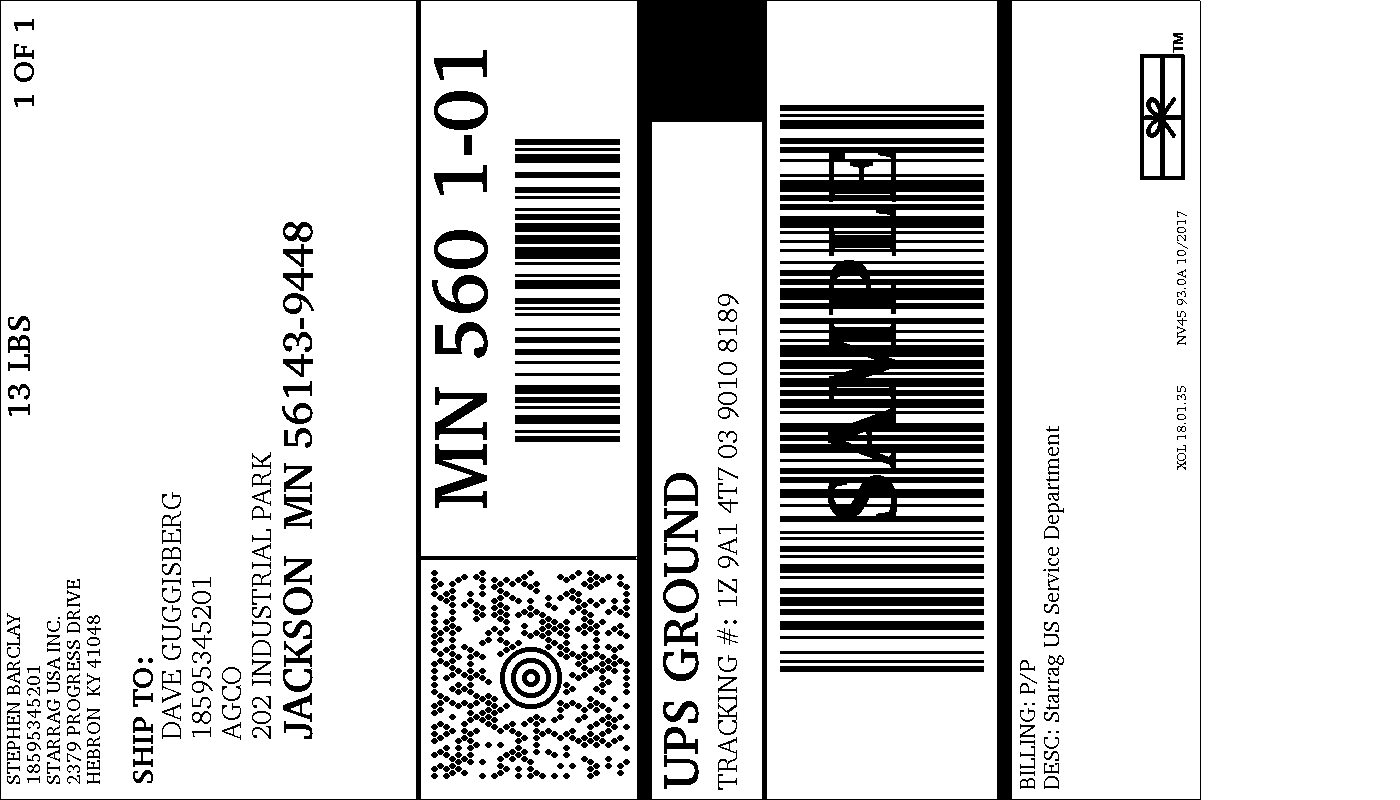 STEPHEN BARCLAY
18595345201
STARRAG USA INC.
2379 PROGRESS DRIVE
HEBRON KY 41048
13 LBS
1 OF 1
SHIP TO:
DAVE GUGGISBERG
18595345201
AGCO
202 INDUSTRIAL PARK
JACKSON MN 56143-9448
MN 560 1-01
UPS GROUND
TRACKING #: 1Z 9A1 4T7 03 9010 8189
SAMPLE
BILLING: P/P
DESC: Starrag US Service Department
XOL 18.01.35
NV45 93.0A 10/2017
TM